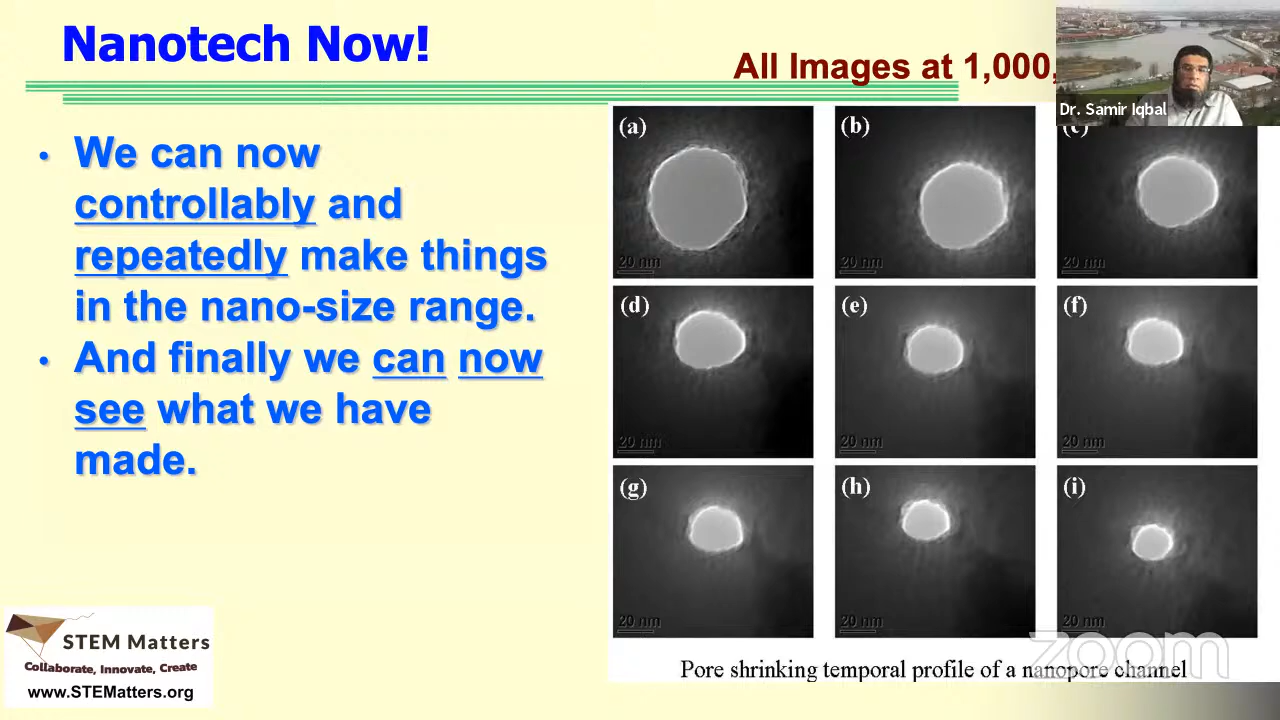 Nanotech Now!
All Images at 1,000,
Dr. Samir Iqbal
• We can now
controllably and
repeatedly make things
in the nano-size range.
• And finally we can now
see what we have
made.
(a)
20 nm
(b)
20 nm
(c)
20 nm
(d)
20 nm
(e)
20 nm
(f)
20 nm
(g)
20 nm
(h)
20 nm
(i)
20 nm
Pore shrinking temporal profile of a nanopore channel
STEM Matters
Collaborate, Innovate, Create
www.STEMatters.org
zoom